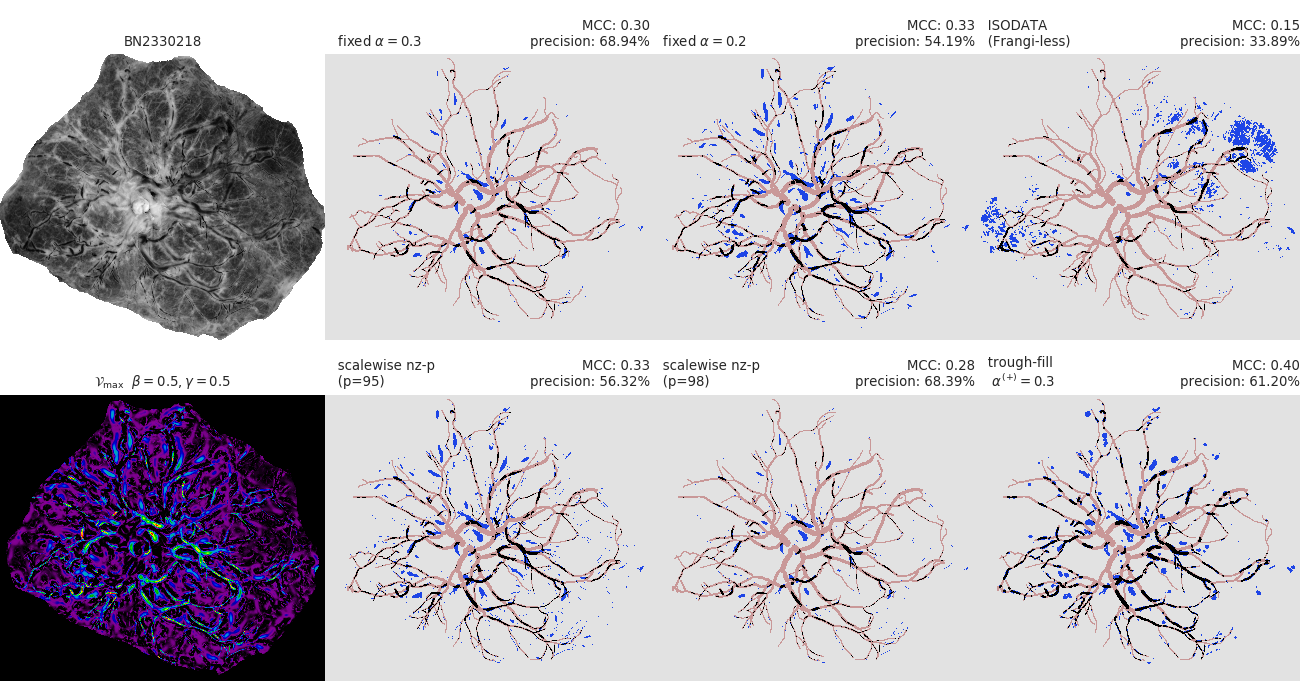 BN2330218
fixed α = 0.3
MCC: 0.30
precision: 68.94%
fixed α = 0.2
MCC: 0.33
precision: 54.19%
ISODATA
(Frangi-less)
MCC: 0.15
precision: 33.89%
𝒱max β = 0.5, γ = 0.5
scalewise nz-p
(p=95)
MCC: 0.33
precision: 56.32%
scalewise nz-p
(p=98)
MCC: 0.28
precision: 68.39%
trough-fill
α(+) = 0.3
MCC: 0.40
precision: 61.20%